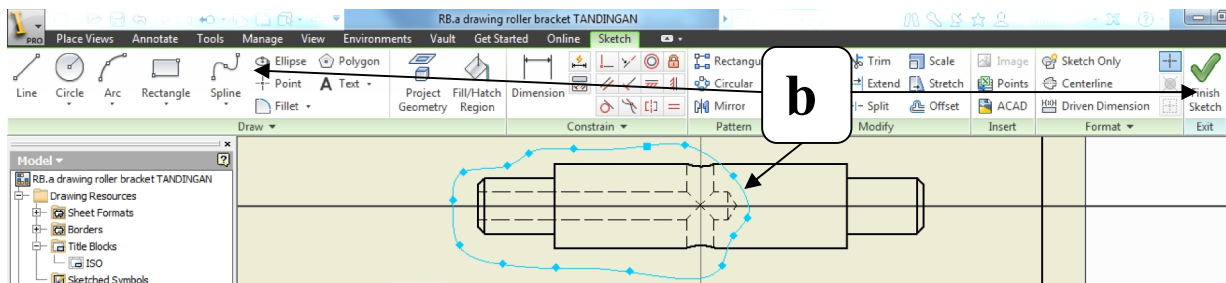 RB.a drawing roller bracket TANDINGAN
PRO Place Views Annotate Tools Manage View Environments Vault Get Started Online Sketch
Line Circle Arc Rectangle Spline Ellipse Polygon
Point A Text
Fillet
Project Geometry Fill/Hatch Region Dimension
Rectangu
Circular
Mirror
b
Trim Scale
Extend Stretch
Split Offset
Image
Points
ACAD
Sketch Only
Centerline
Driven Dimension
Finish Sketch
Draw Constrain Pattern Modify Insert Format Exit
Model
RB.a drawing roller bracket TANDINGAN
Drawing Resources
Sheet Formats
Borders
Title Blocks
ISO
Sketched Symbols